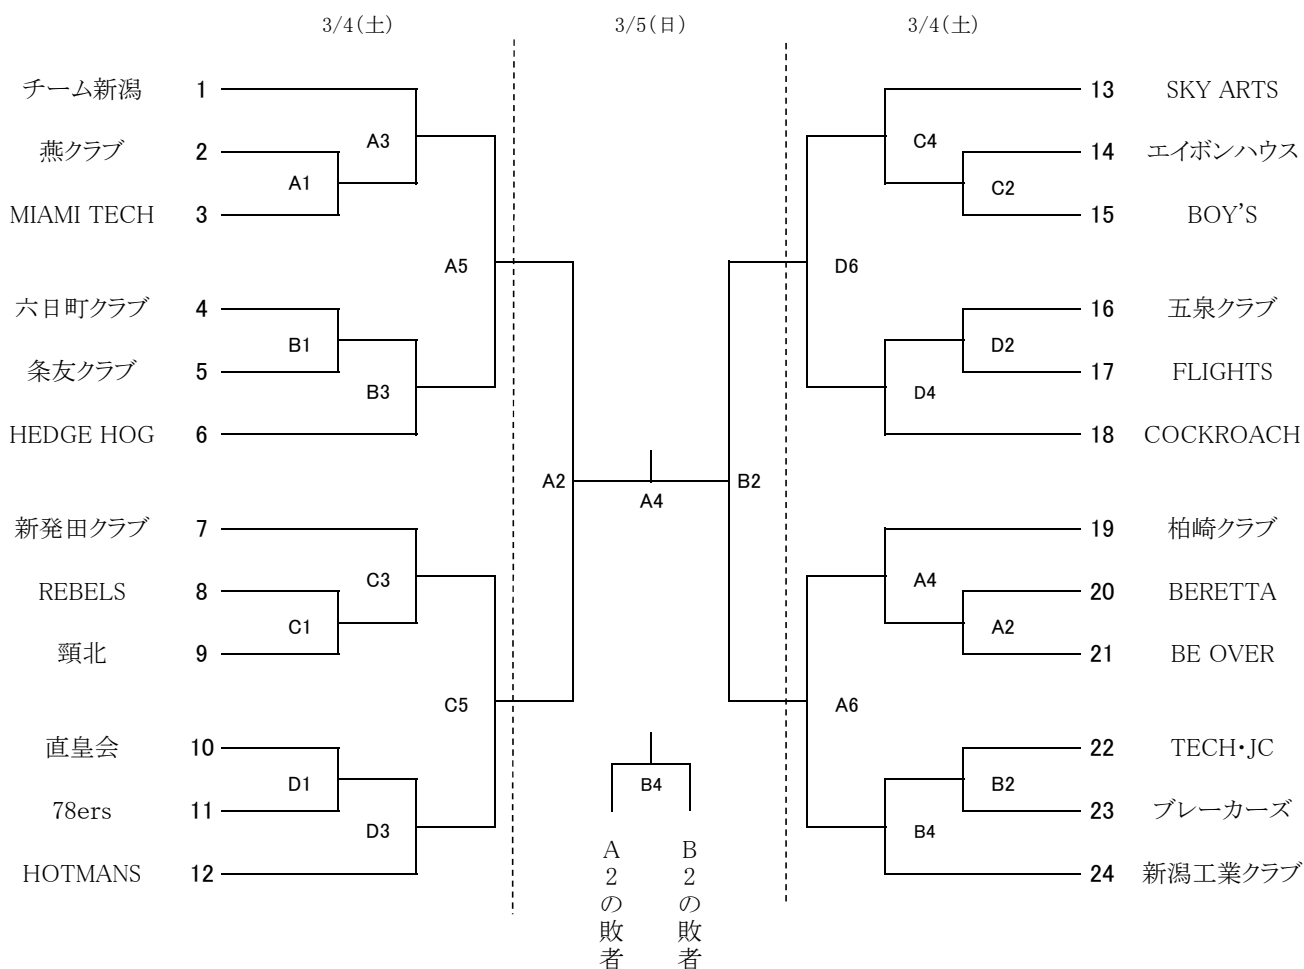 3/4(土) 3/5(日) 3/4(土)
チーム新潟 1 13 SKY ARTS
A3 C4
燕クラブ 2 14 エイボンハウス
A1 C2
MIAMI TECH 3 15 BOY'S
A5 D6
六日町クラブ 4 16 五泉クラブ
B1 D2
条友クラブ 5 17 FLIGHTS
B3 D4
HEDGE HOG 6 18 COCKROACH
A2 B2
A4
新発田クラブ 7 19 柏崎クラブ
C3 A4
REBELS 8 20 BERETTA
C1 A2
頸北 9 21 BE OVER
C5 A6
直皇会 10 22 TECH・JC
D1 B4 B2
78ers 11 23 ブレーカーズ
D3 B4
HOTMANS 12 24 新潟工業クラブ
A2の敗者
B2の敗者